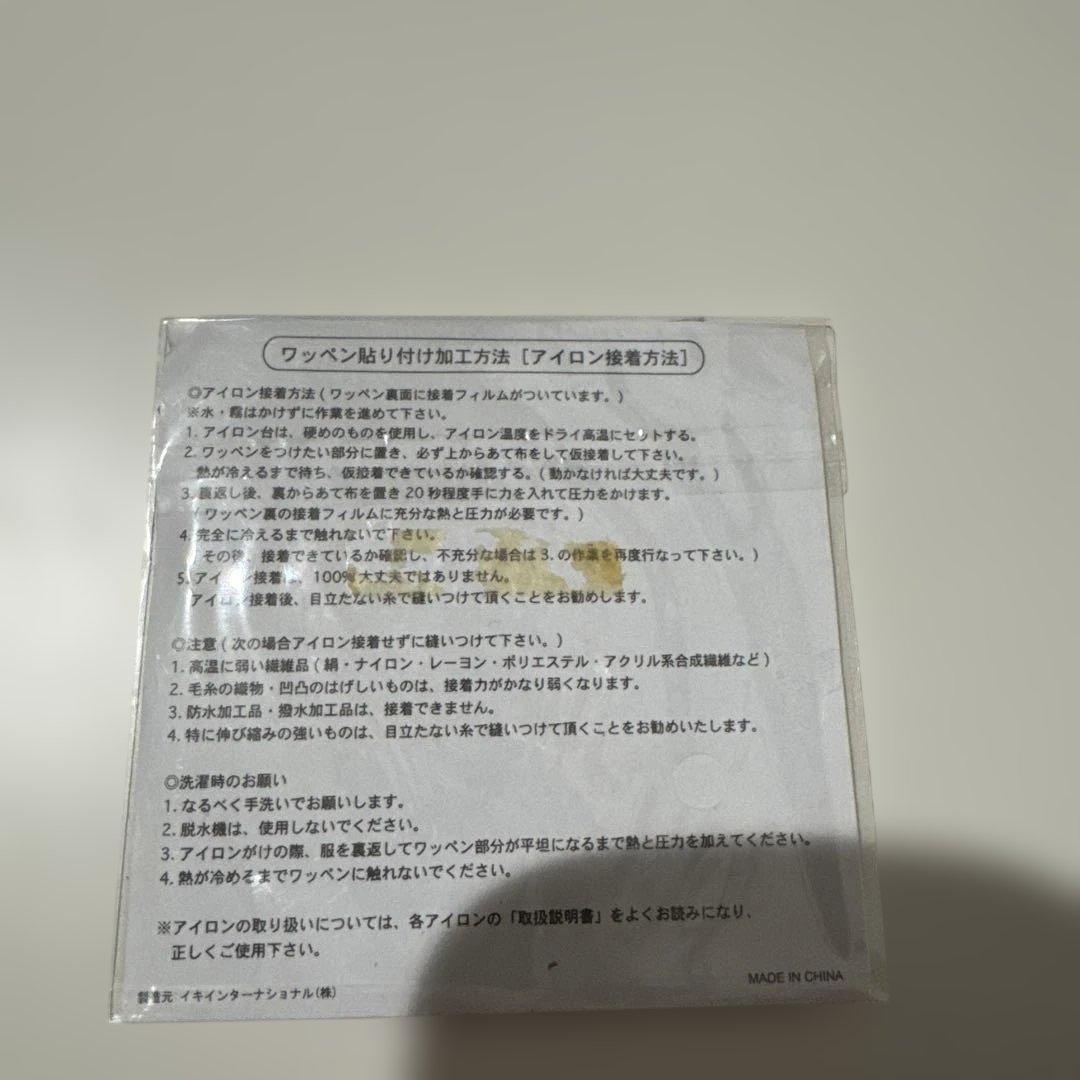 ワッペン貼り付け加工方法［アイロン接着方法］
◎アイロン接着方法(ワッペン裏面に接着フィルムがついています。)
※水・霧はかけずに作業を進めて下さい。
1. アイロン台は、硬めのものを使用し、アイロン温度をドライ高温にセットする。
2. ワッペンをつけたい部分に置き、必ず上からあて布をして仮接着して下さい。
熱が冷えるまで待ち、仮接着できているか確認する。(動かなければ大丈夫です。)
3. 裏返し後、裏からあて布を置き20秒程度手に力を入れて圧力をかけます。
(ワッペン裏の接着フィルムに充分な熱と圧力が必要です。)
4. 完全に冷えるまで触れないで下さい。
その後、接着できているか確認し、不充分な場合は3.の作業を再度行なって下さい。)
5. アイロン接着は、100%大丈夫ではありません。
アイロン接着後、目立たない糸で縫いつけて頂くことをお勧めします。
◎注意(次の場合アイロン接着せずに縫いつけて下さい。)
1. 高温に弱い繊維品(絹・ナイロン・レーヨン・ポリエステル・アクリル系合成繊維など)
2. 毛糸の織物・凹凸のはげしいものは、接着力がかなり弱くなります。
3. 防水加工品・撥水加工品は、接着できません。
4. 特に伸び縮みの強いものは、目立たない糸で縫いつけて頂くことをお勧めいたします。
◎洗濯時のお願い
1. なるべく手洗いでお願いします。
2. 脱水機は、使用しないでください。
3. アイロンがけの際、服を裏返してワッペン部分が平坦になるまで熱と圧力を加えてください。
4. 熱が冷めるまでワッペンに触れないでください。
※アイロンの取り扱いについては、各アイロンの「取扱説明書」をよくお読みになり、
正しくご使用下さい。
製造元 イキインターナショナル(株)
MADE IN CHINA